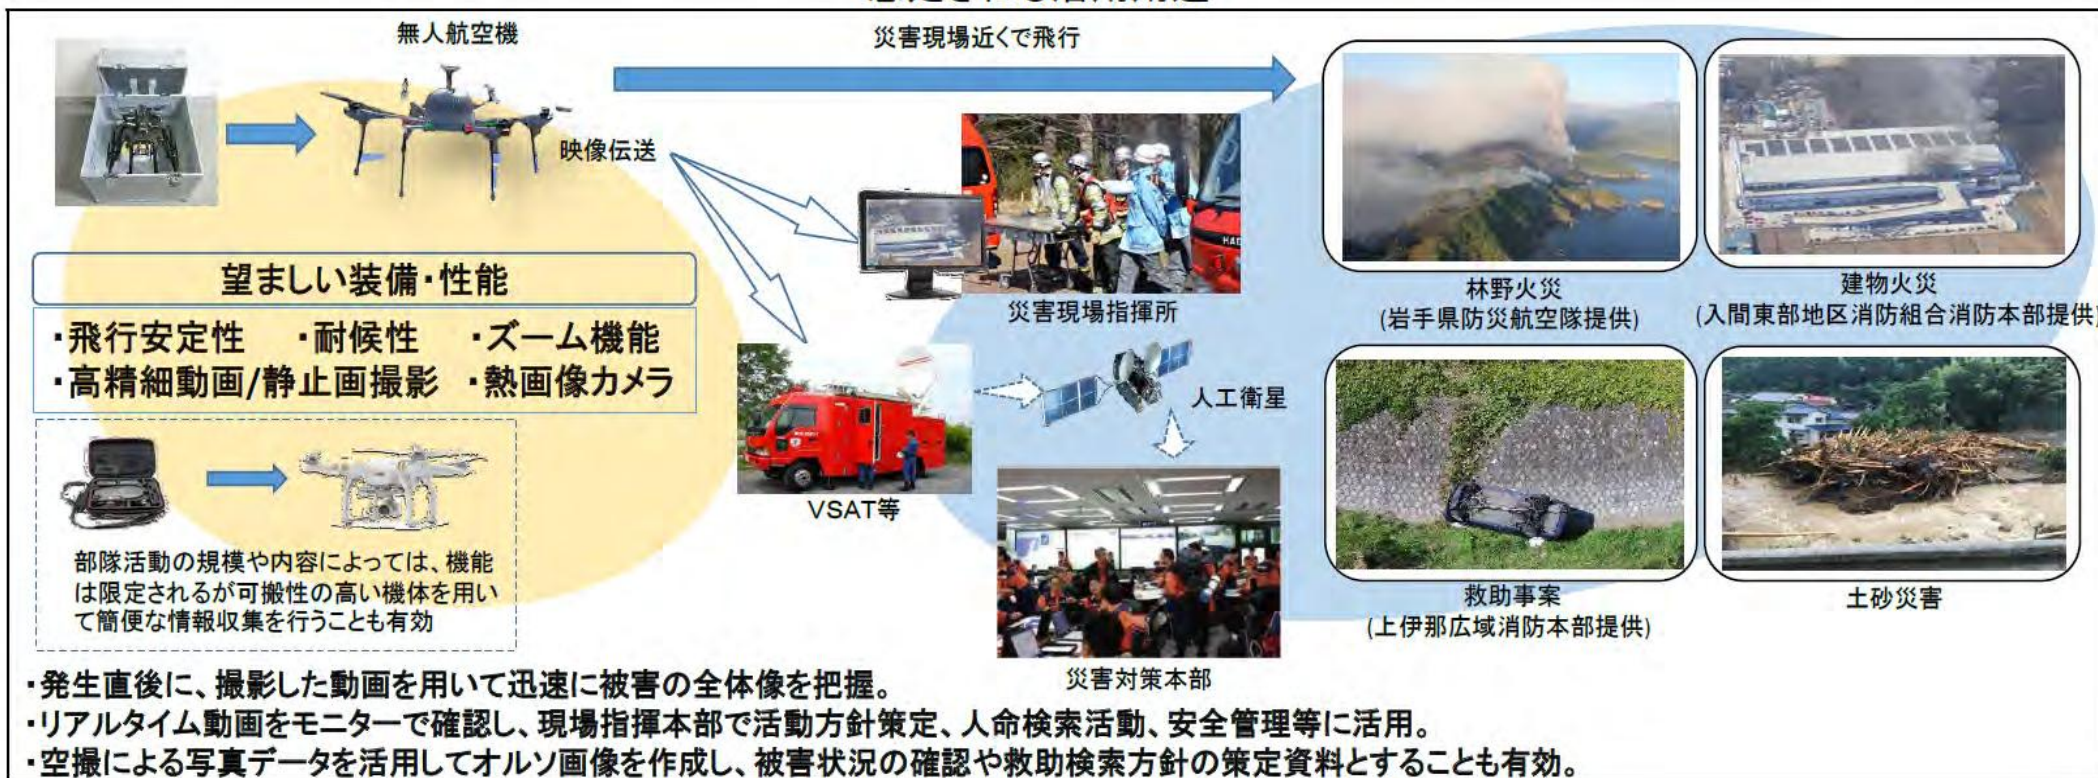 無人航空機
災害現場近くで飛行
映像伝送
望ましい装備・性能
・飛行安定性 ・耐候性 ・ズーム機能
・高精細動画/静止画撮影 ・熱画像カメラ
部隊活動の規模や内容によっては、機能
は限定されるが可搬性の高い機体を用い
て簡便な情報収集を行うことも有効
災害現場指揮所
VSAT等
人工衛星
災害対策本部
林野火災
(岩手県防災航空隊提供)
建物火災
(入間東部地区消防組合消防本部提供)
救助事案
(上伊那広域消防本部提供)
土砂災害
・発生直後に、撮影した動画を用いて迅速に被害の全体像を把握。
・リアルタイム動画をモニターで確認し、現場指揮本部で活動方針策定、人命検索活動、安全管理等に活用。
・空撮による写真データを活用してオルソ画像を作成し、被害状況の確認や救助検索方針の策定資料とすることも有効。